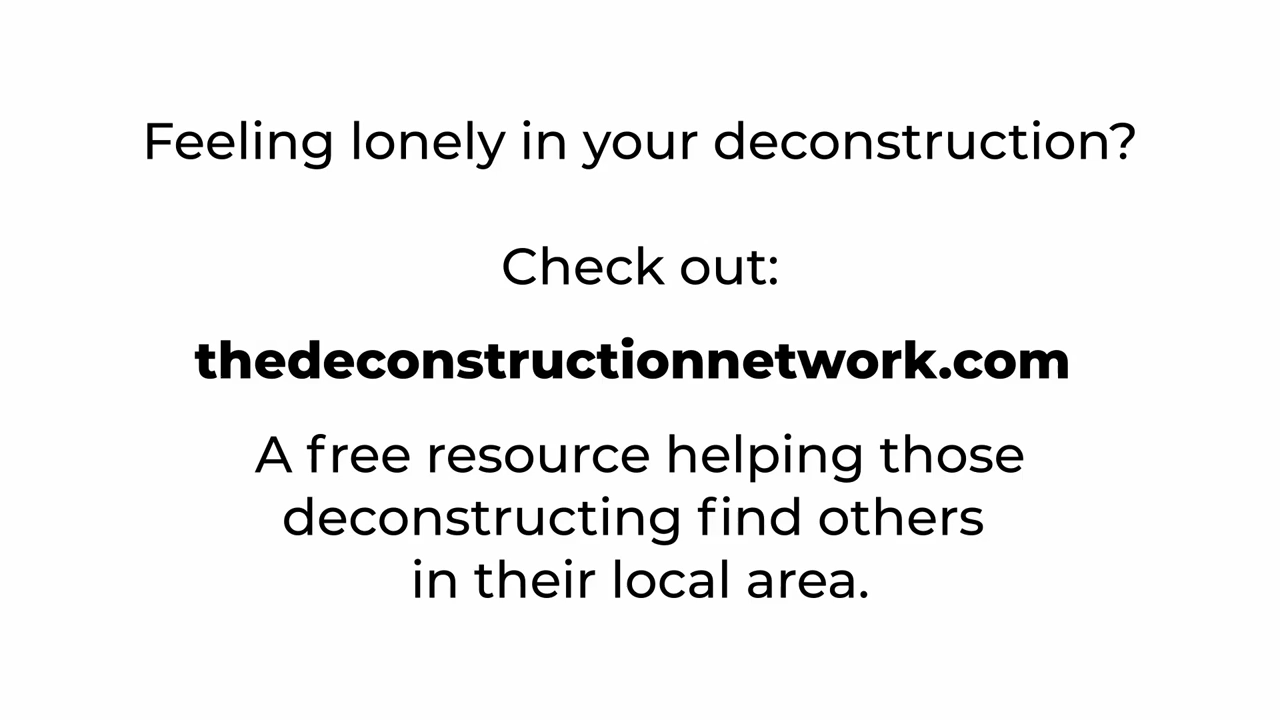 Feeling lonely in your deconstruction?
Check out:
thedeconstructionnetwork.com
A free resource helping those
deconstructing find others
in their local area.